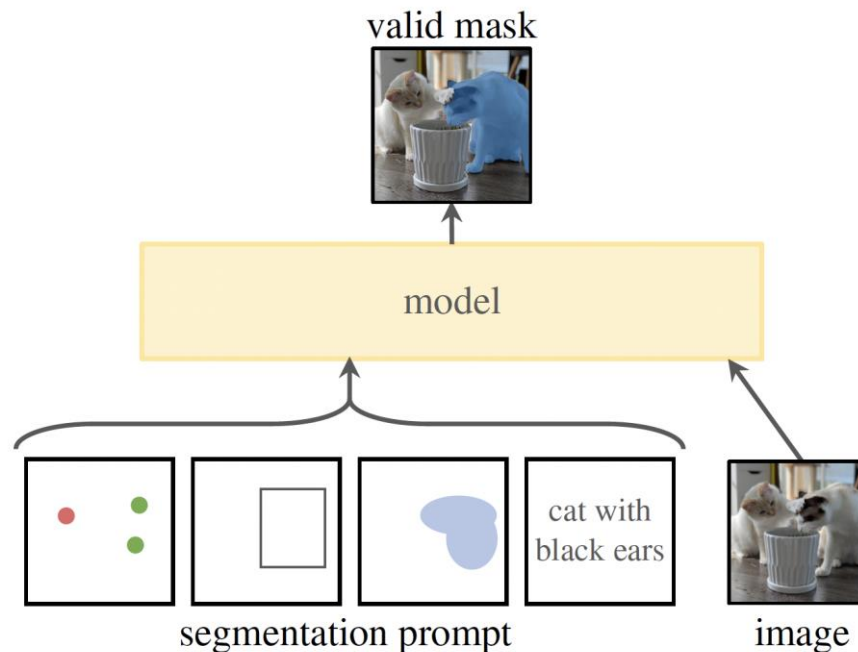 valid mask
model
cat with
black ears
segmentation prompt
image